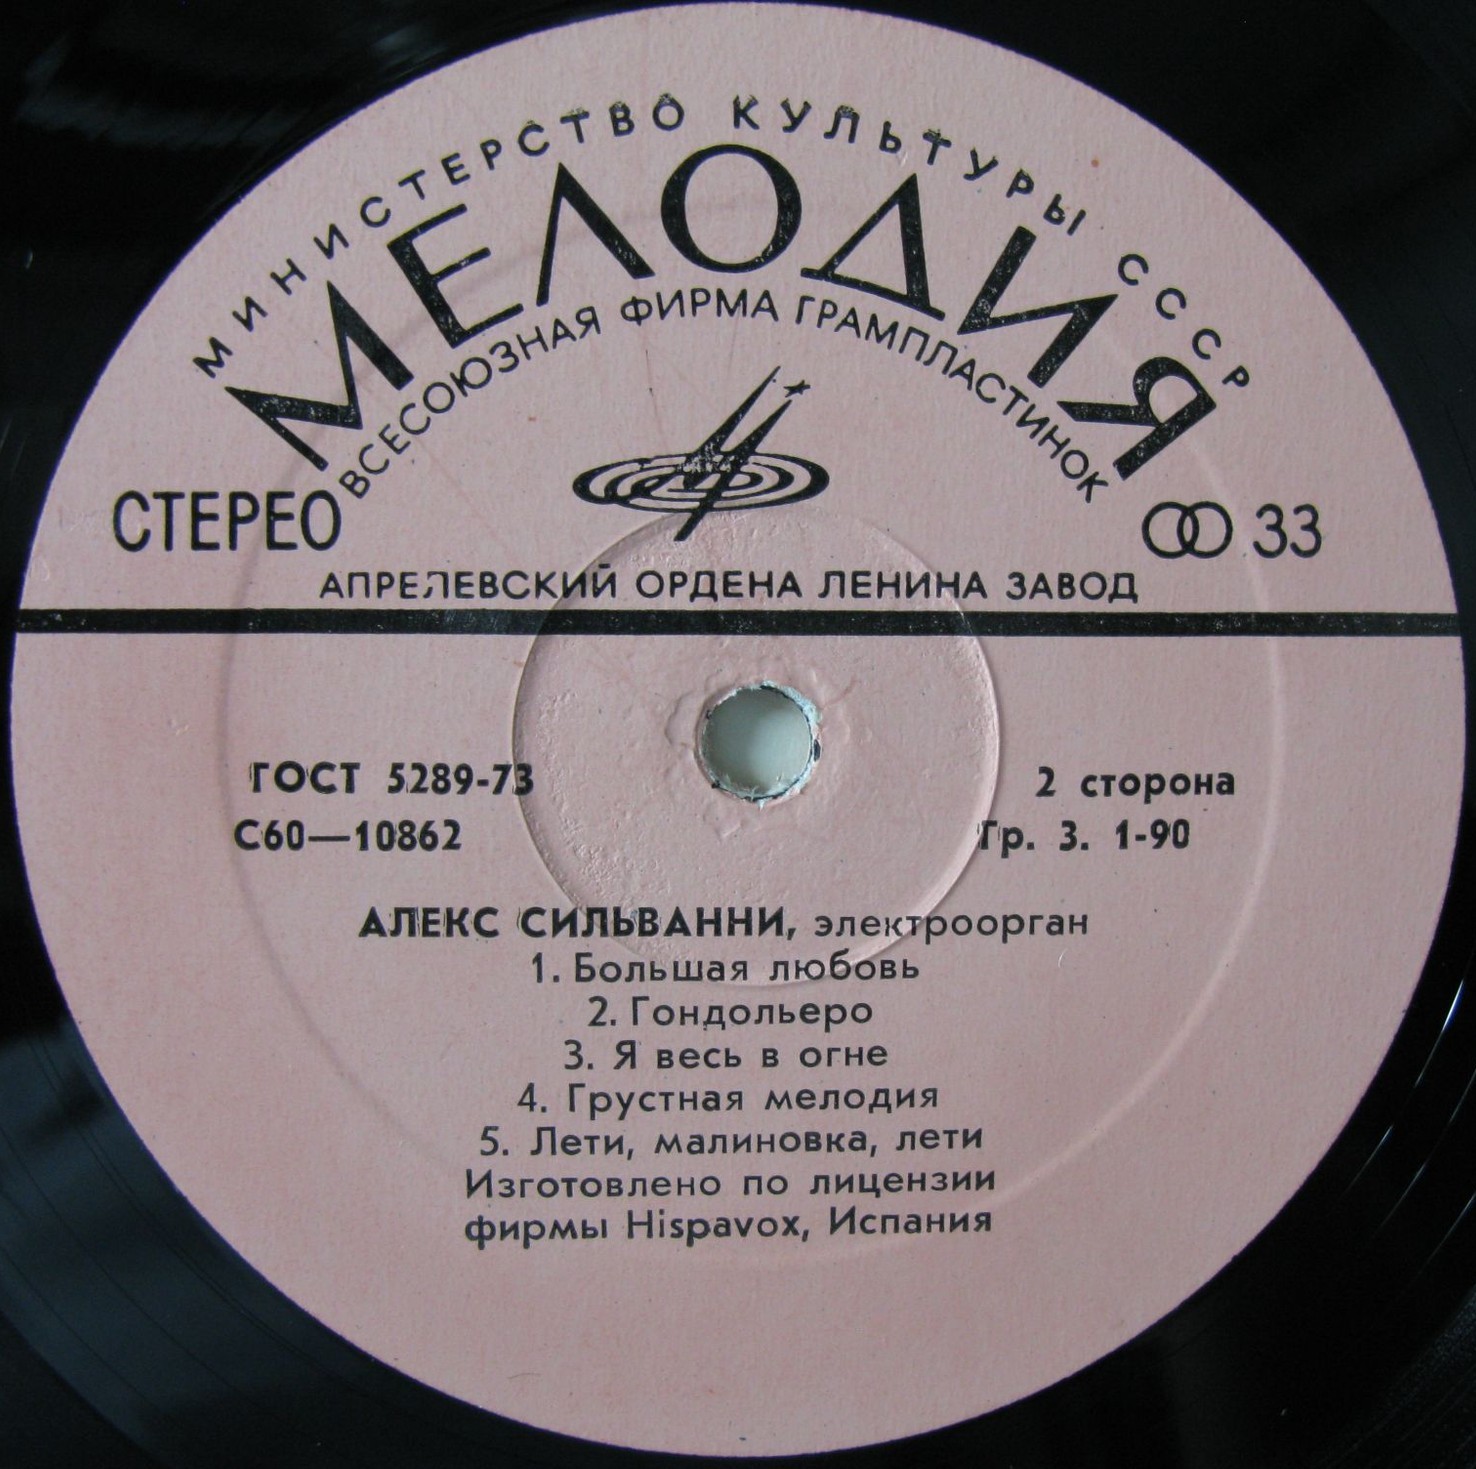 МИНИСТЕРСТВО КУЛЬТУРЫ СССР
МЕЛОДИЯ
ВСЕСОЮЗНАЯ ФИРМА ГРАМПЛАСТИНОК
СТЕРЕО 33
АПРЕЛЕВСКИЙ ОРДЕНА ЛЕНИНА ЗАВОД
ГОСТ 5289-73 2 сторона
С60—10862 Гр. 3. 1-90
АЛЕКС СИЛЬВАННИ, электроорган
1. Большая любовь
2. Гондольеро
3. Я весь в огне
4. Грустная мелодия
5. Лети, малиновка, лети
Изготовлено по лицензии
фирмы Hispavox, Испания